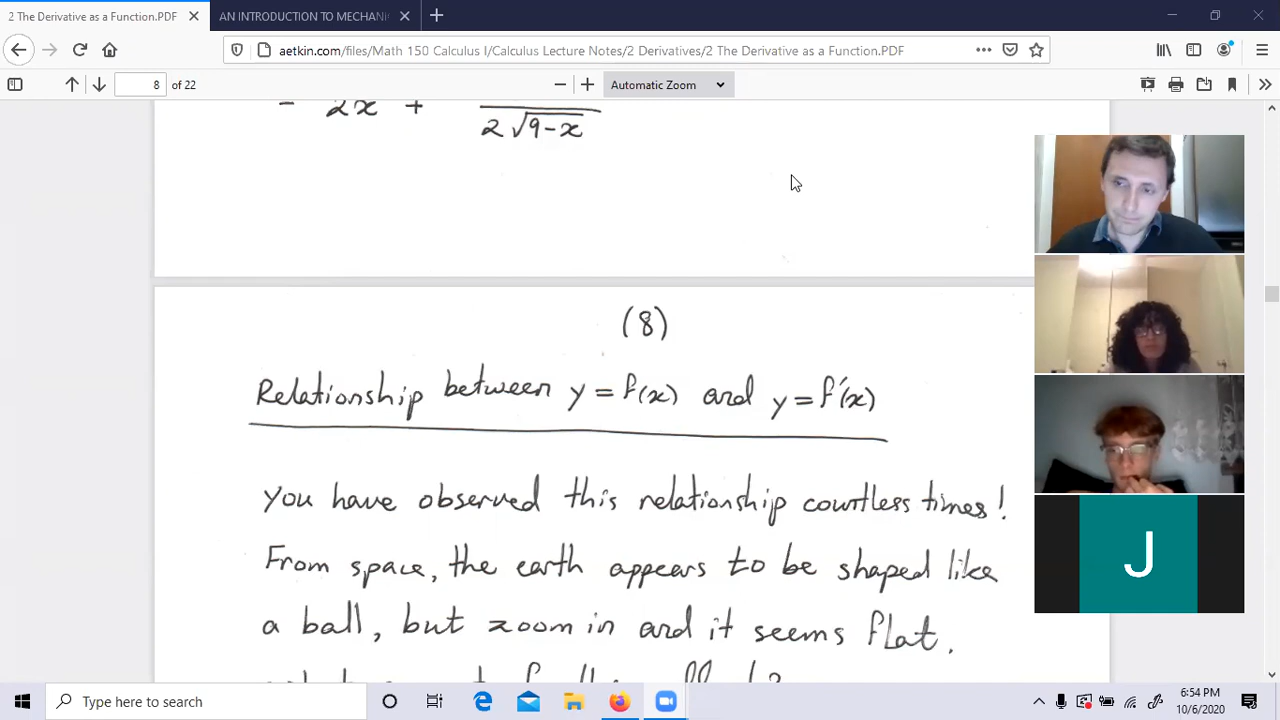 2 The Derivative as a Function.PDF
AN INTRODUCTION TO MECHANI
aetkin.com/files/Math 150 Calculus I/Calculus Lecture Notes/2 Derivatives/2 The Derivative as a Function.PDF
8 of 22
Automatic Zoom
- 2x +
2√9-x
(8)
Relationship between y = f(x) and y = f'(x)
You have observed this relationship countless times!
From space, the earth appears to be shaped like
a ball, but zoom in and it seems flat.
J
Type here to search
6:54 PM
10/6/2020